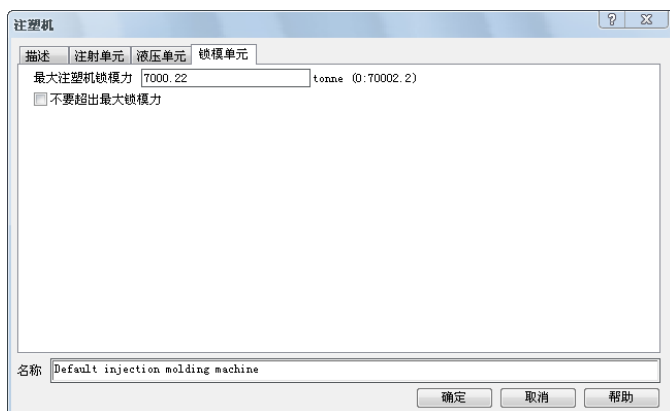 注塑机
描述 注射单元 液压单元 锁模单元
最大注塑机锁模力 7000.22 tonne (0:70002.2)
不要超出最大锁模力
名称 Default injection molding machine
确定 取消 帮助